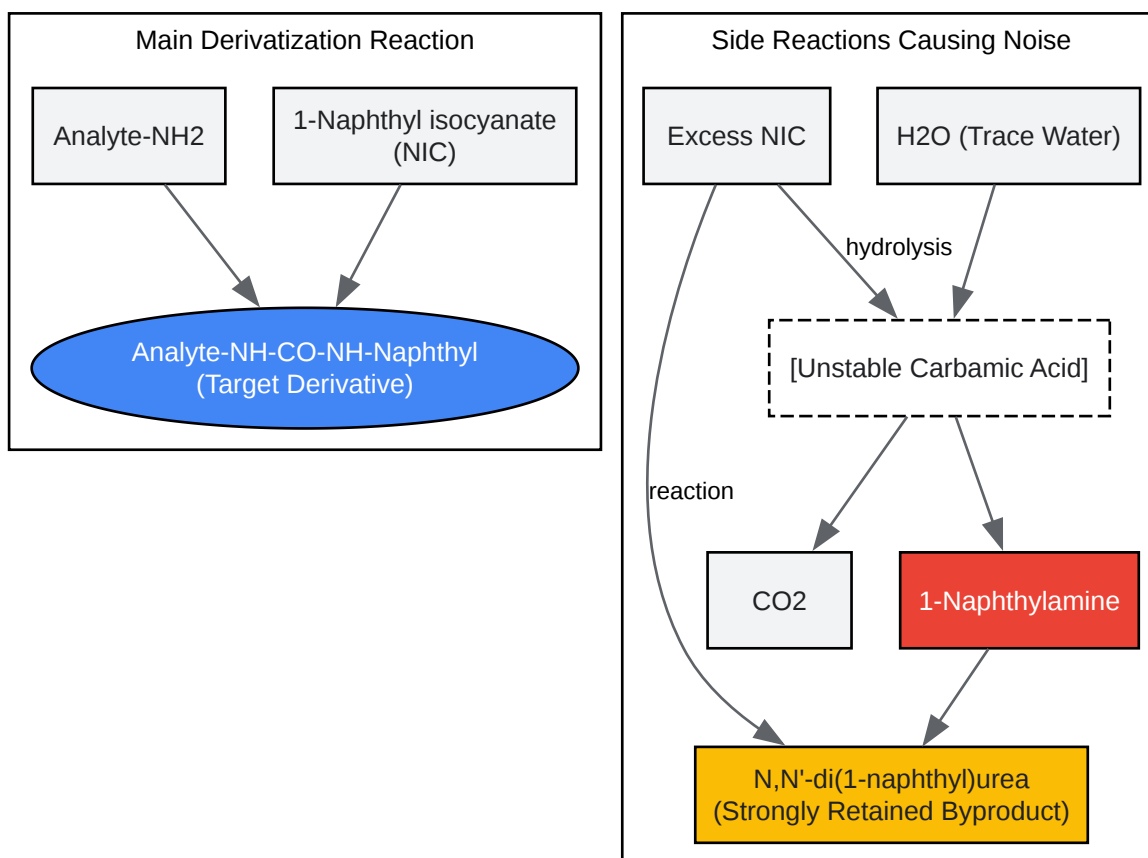 Main Derivatization Reaction
Analyte-NH2
1-Naphthyl isocyanate
(NIC)
Analyte-NH-CO-NH-Naphthyl
(Target Derivative)
Side Reactions Causing Noise
Excess NIC
H2O (Trace Water)
hydrolysis
[Unstable Carbamic Acid]
reaction
CO2
1-Naphthylamine
N,N'-di(1-naphthyl)urea
(Strongly Retained Byproduct)